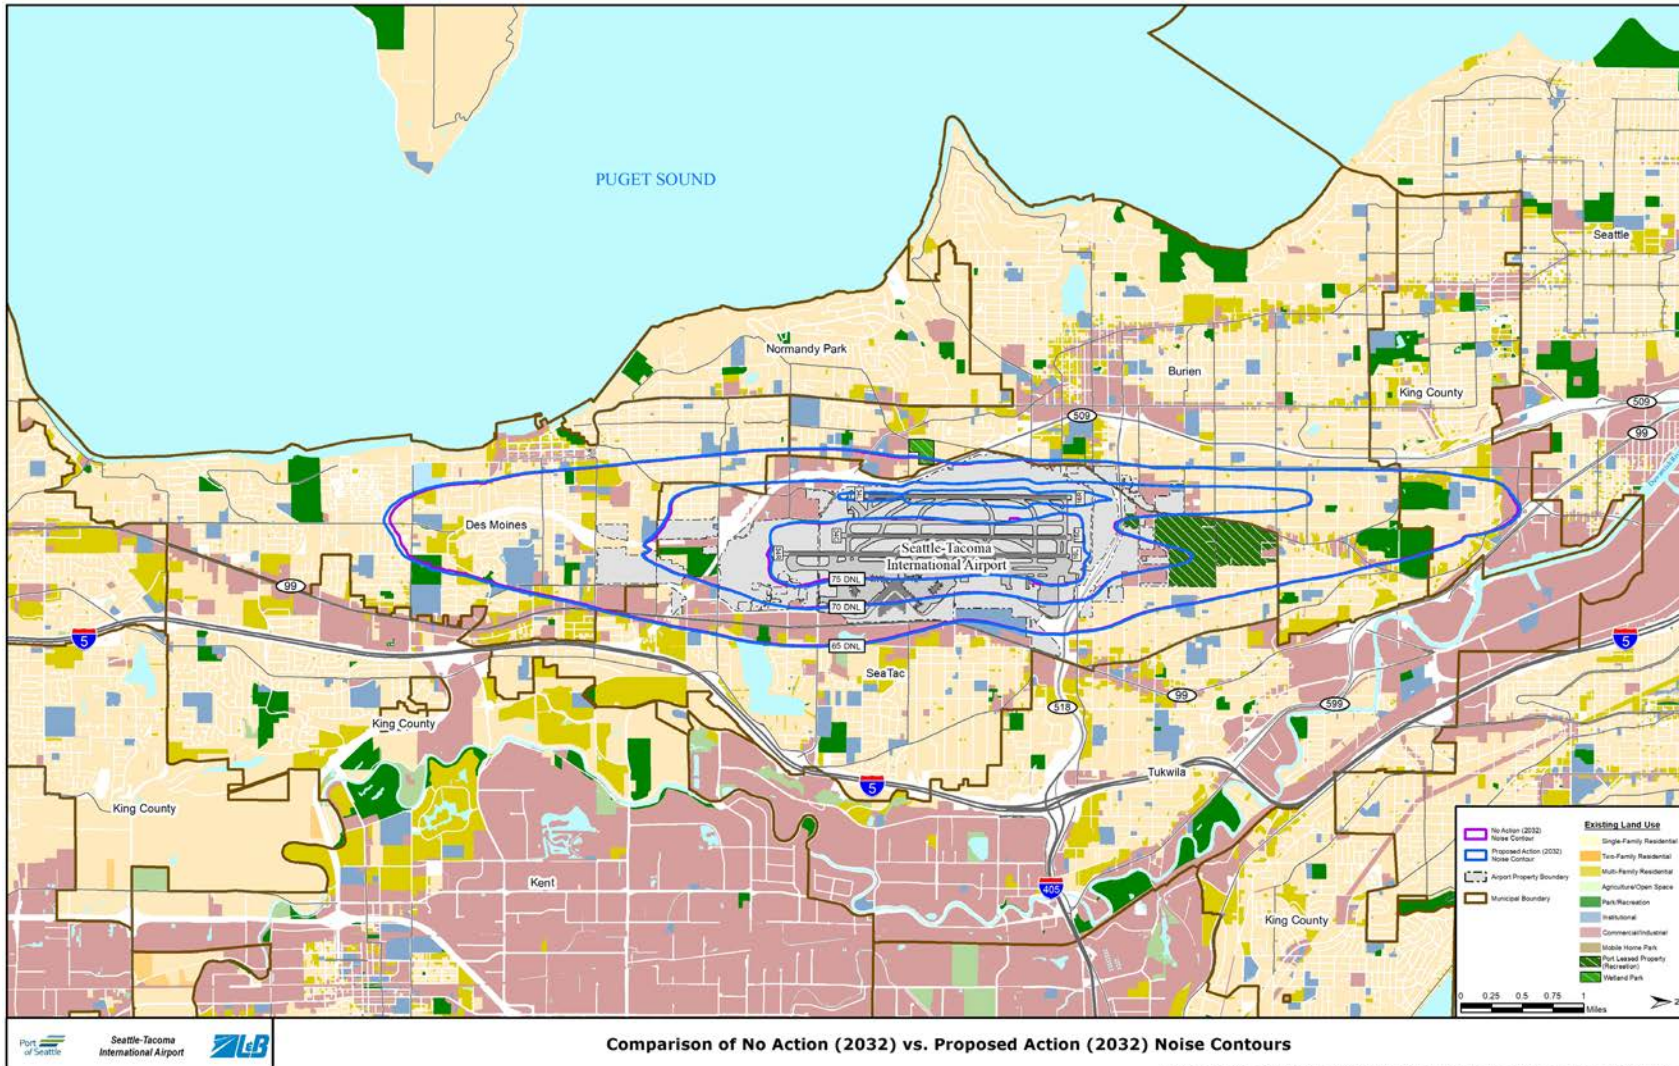 PUGET SOUND
Seattle
Normandy Park
Burien
King County
509
509
99
Des Moines
Seattle-Tacoma
International Airport
75 DNL
70 DNL
65 DNL
99
5
5
SeaTac
99
518
599
King County
Tukwila
5
King County
Kent
405
King County
No Action (2032)
Noise Contour
Proposed Action (2032)
Noise Contour
Airport Property Boundary
Municipal Boundary
Existing Land Use
Single-Family Residential
Two-Family Residential
Multi-Family Residential
Agriculture/Open Space
Park/Recreation
Institutional
Commercial/Industrial
Mobile Home Park
Port Leased Property
(Recreation)
Wetland Park
0 0.25 0.5 0.75 1
Miles
Port
of Seattle
Seattle-Tacoma
International Airport
L&B
Comparison of No Action (2032) vs. Proposed Action (2032) Noise Contours